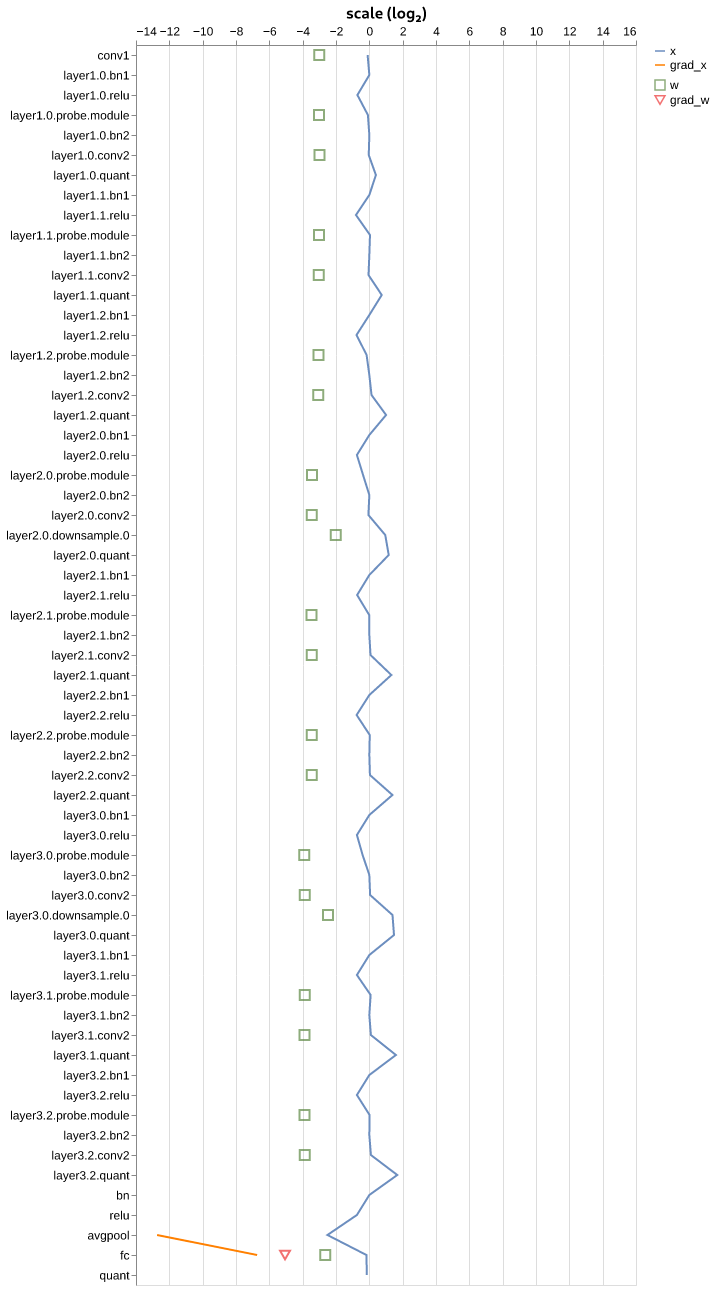 scale (log₂)
−14 −12 −10 −8 −6 −4 −2 0 2 4 6 8 10 12 14 16
x
grad_x
w
grad_w
conv1
layer1.0.bn1
layer1.0.relu
layer1.0.probe.module
layer1.0.bn2
layer1.0.conv2
layer1.0.quant
layer1.1.bn1
layer1.1.relu
layer1.1.probe.module
layer1.1.bn2
layer1.1.conv2
layer1.1.quant
layer1.2.bn1
layer1.2.relu
layer1.2.probe.module
layer1.2.bn2
layer1.2.conv2
layer1.2.quant
layer2.0.bn1
layer2.0.relu
layer2.0.probe.module
layer2.0.bn2
layer2.0.conv2
layer2.0.downsample.0
layer2.0.quant
layer2.1.bn1
layer2.1.relu
layer2.1.probe.module
layer2.1.bn2
layer2.1.conv2
layer2.1.quant
layer2.2.bn1
layer2.2.relu
layer2.2.probe.module
layer2.2.bn2
layer2.2.conv2
layer2.2.quant
layer3.0.bn1
layer3.0.relu
layer3.0.probe.module
layer3.0.bn2
layer3.0.conv2
layer3.0.downsample.0
layer3.0.quant
layer3.1.bn1
layer3.1.relu
layer3.1.probe.module
layer3.1.bn2
layer3.1.conv2
layer3.1.quant
layer3.2.bn1
layer3.2.relu
layer3.2.probe.module
layer3.2.bn2
layer3.2.conv2
layer3.2.quant
bn
relu
avgpool
fc
quant